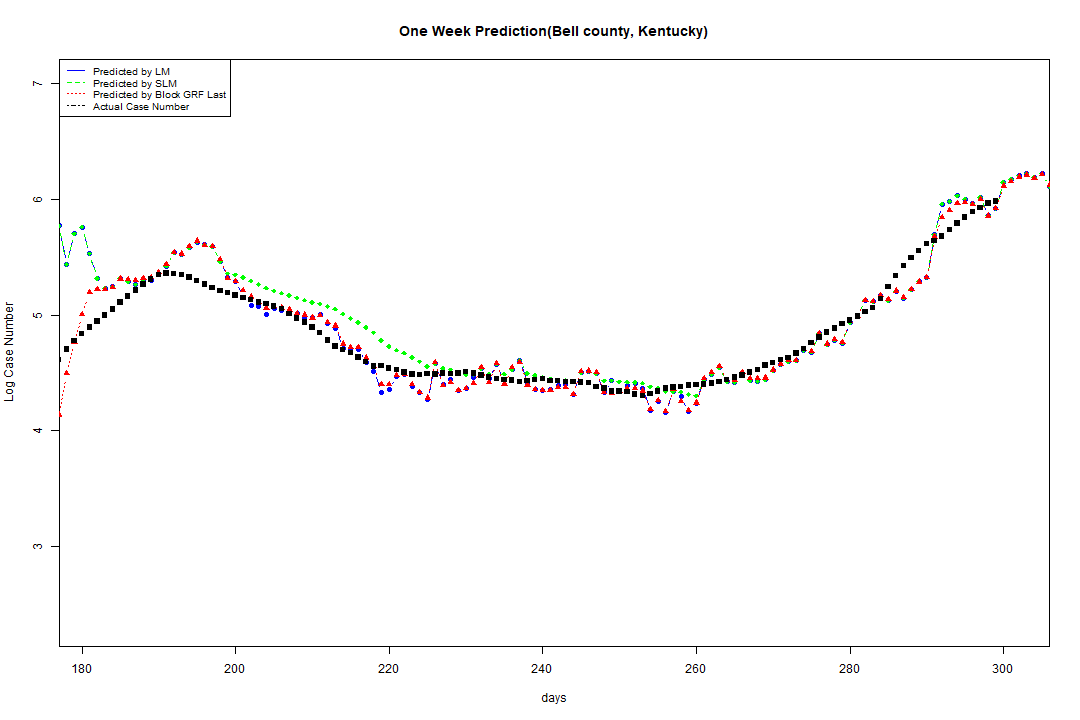 One Week Prediction(Bell county, Kentucky)
Predicted by LM
Predicted by SLM
Predicted by Block GRF Last
Actual Case Number
7
6
5
4
3
Log Case Number
180 200 220 240 260 280 300
days